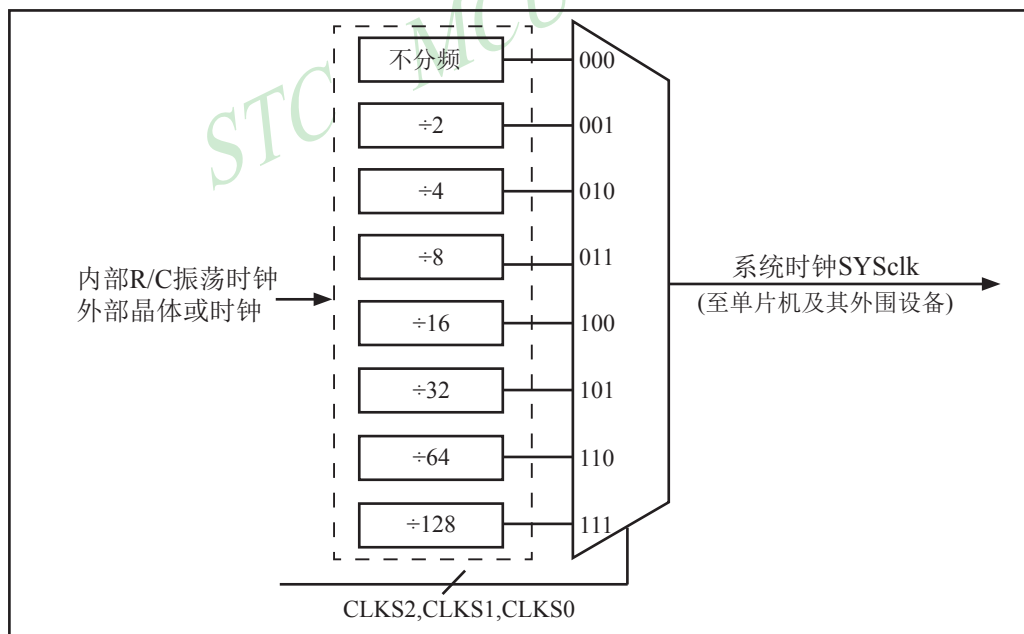 STC MCU
不分频
000
÷2
001
÷4
010
÷8
011
内部R/C振荡时钟
外部晶体或时钟
÷16
100
÷32
101
÷64
110
÷128
111
系统时钟SYSclk
(至单片机及其外围设备)
CLKS2,CLKS1,CLKS0